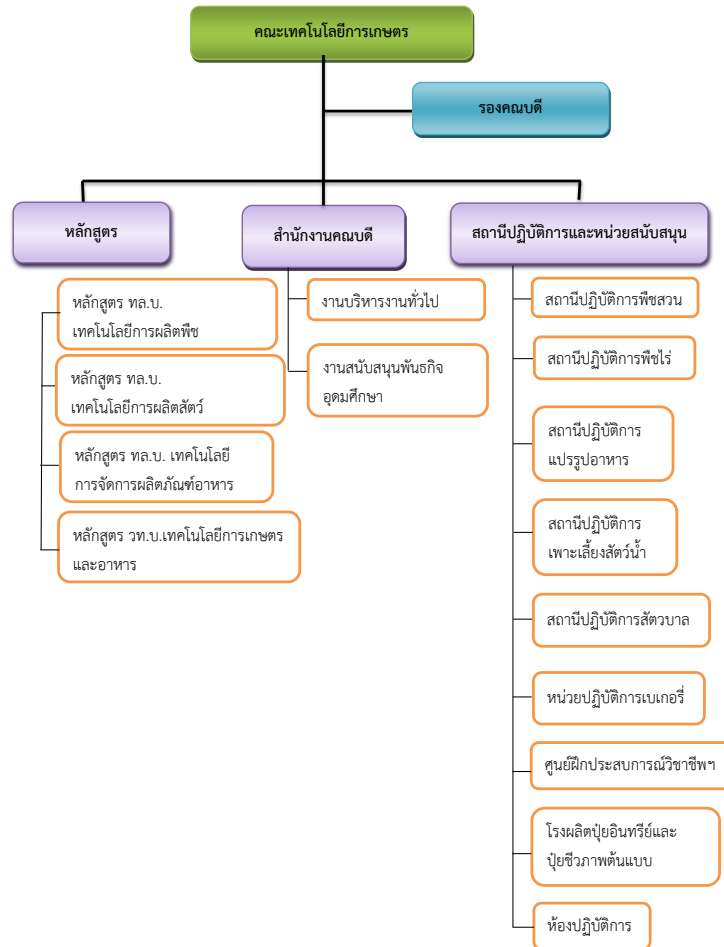 คณะเทคโนโลยีการเกษตร
รองคณบดี
หลักสูตร
สำนักงานคณบดี
สถานีปฏิบัติการและหน่วยสนับสนุน
หลักสูตร ทล.บ.
เทคโนโลยีการผลิตพืช
หลักสูตร ทล.บ.
เทคโนโลยีการผลิตสัตว์
หลักสูตร ทล.บ. เทคโนโลยี
การจัดการผลิตภัณฑ์อาหาร
หลักสูตร วท.บ.เทคโนโลยีการเกษตร
และอาหาร
งานบริหารงานทั่วไป
งานสนับสนุนพันธกิจ
อุดมศึกษา
สถานีปฏิบัติการพืชสวน
สถานีปฏิบัติการพืชไร่
สถานีปฏิบัติการ
แปรรูปอาหาร
สถานีปฏิบัติการ
เพาะเลี้ยงสัตว์น้ำ
สถานีปฏิบัติการสัตวบาล
หน่วยปฏิบัติการเบเกอรี่
ศูนย์ฝึกประสบการณ์วิชาชีพฯ
โรงผลิตปุ๋ยอินทรีย์และ
ปุ๋ยชีวภาพต้นแบบ
ห้องปฏิบัติการ